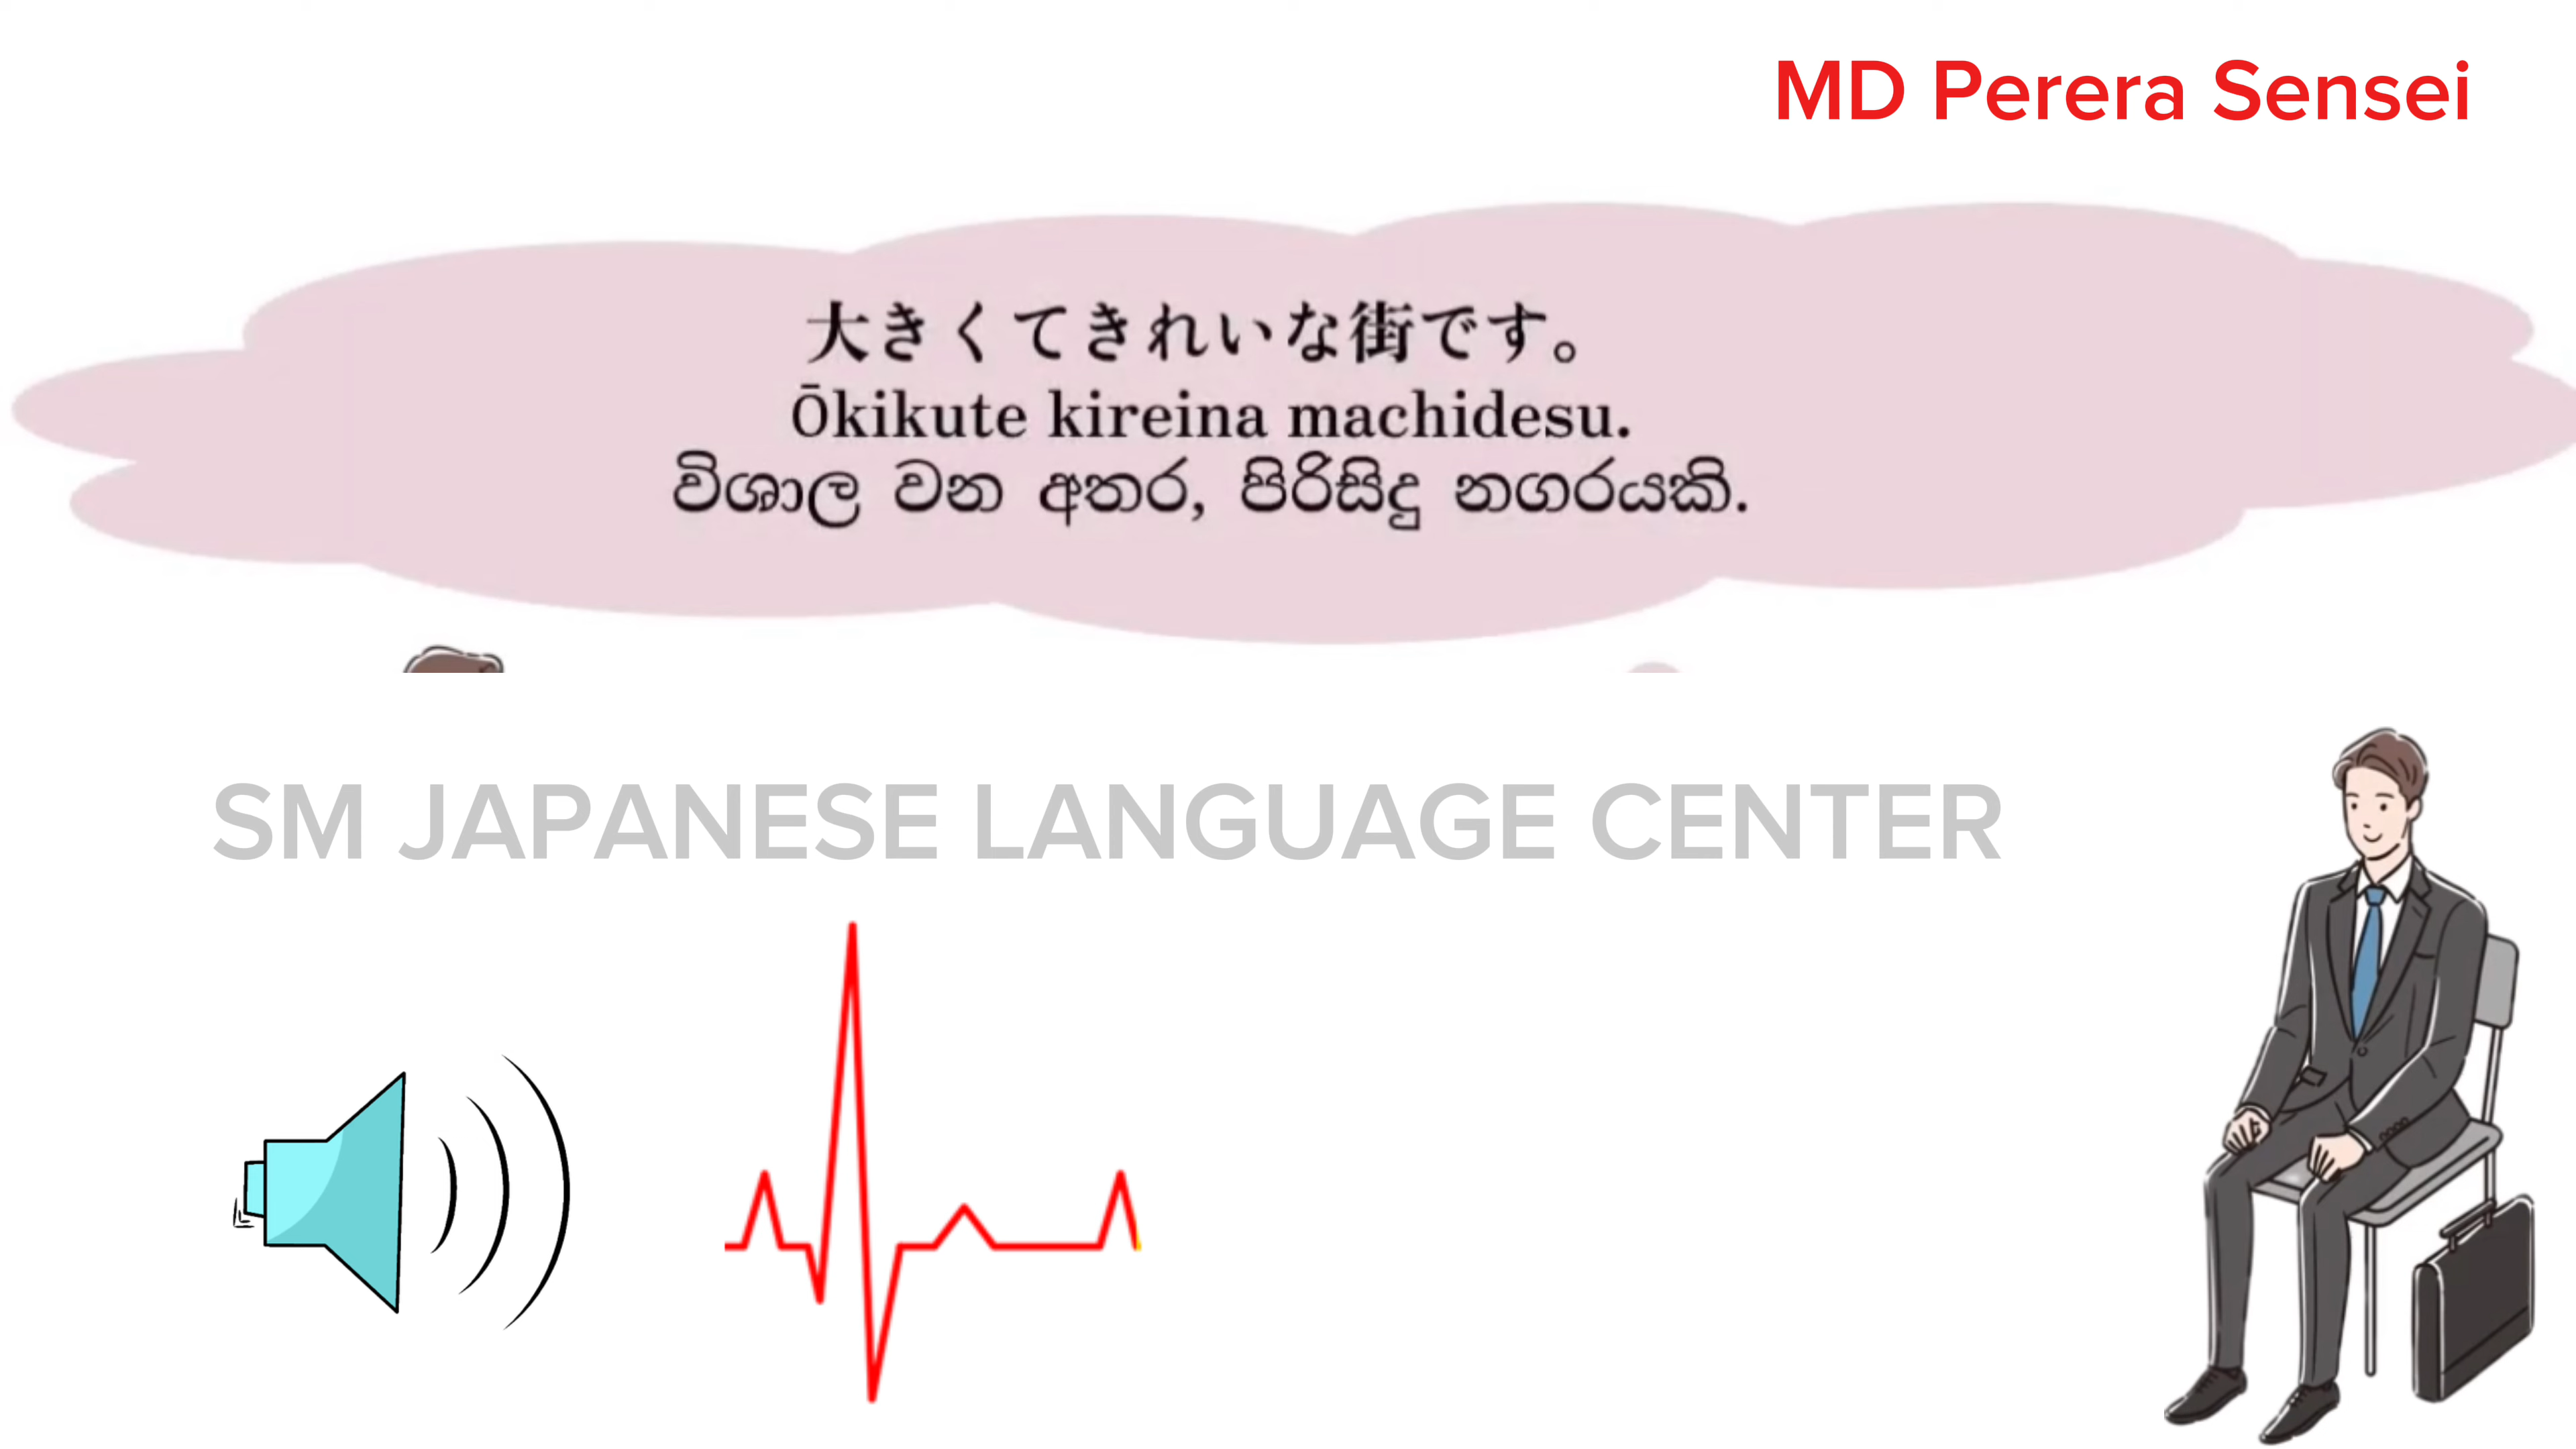 MD Perera Sensei
大きくてきれいな街です。
Ōkikute kireina machidesu.
විශාල වන අතර, පිරිසිදු නගරයකි.
SM JAPANESE LANGUAGE CENTER